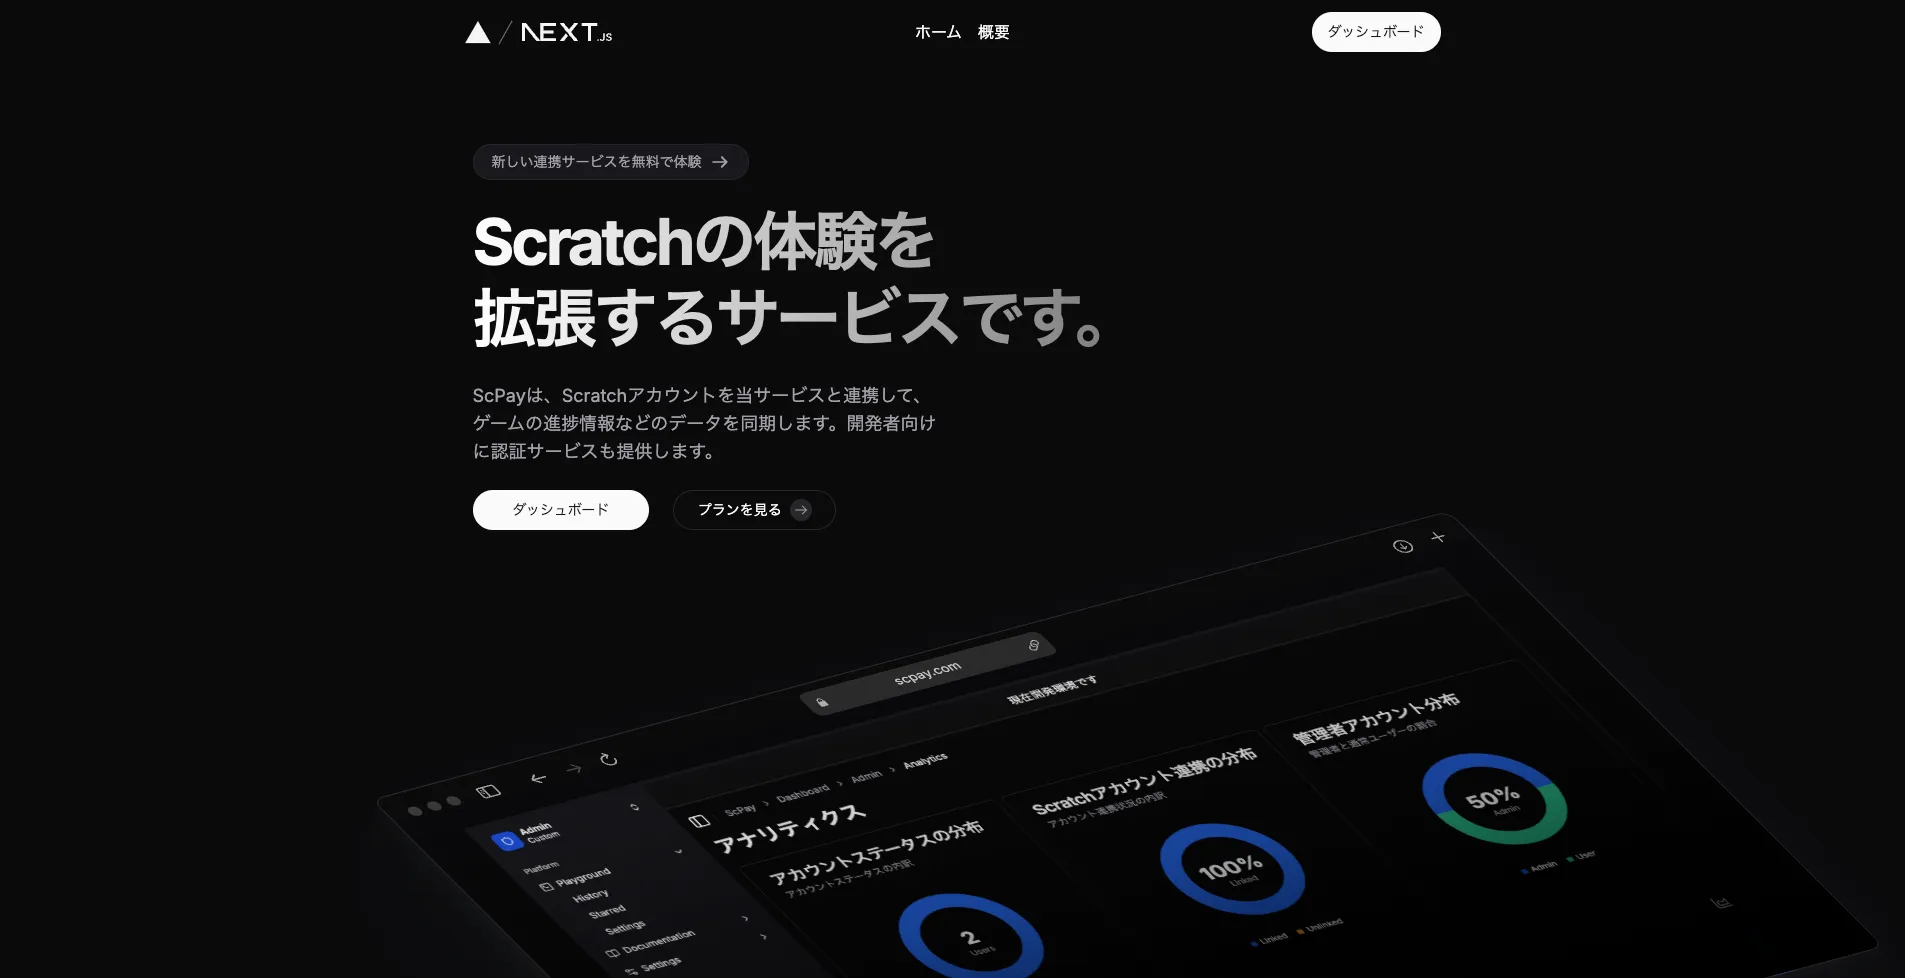 NEXT.JS
ホーム 概要
ダッシュボード
新しい連携サービスを無料で体験
Scratchの体験を
拡張するサービスです。
ScPayは、Scratchアカウントを当サービスと連携して、
ゲームの進捗情報などのデータを同期します。開発者向け
に認証サービスも提供します。
ダッシュボード
プランを見る
scpay.com
現在開発環境です
Admin
Custom
Platform
Playground
History
Starred
Settings
Documentation
Settings
ScPay > Dashboard > Admin > Analytics
アナリティクス
アカウントステータスの分布
アカウントステータスの内訳
2
Users
Scratchアカウント連携の分布
アカウント連携状況の内訳
100%
Linked
Linked Unlinked
管理者アカウント分布
管理者と通常ユーザーの割合
50%
Admin
Admin User